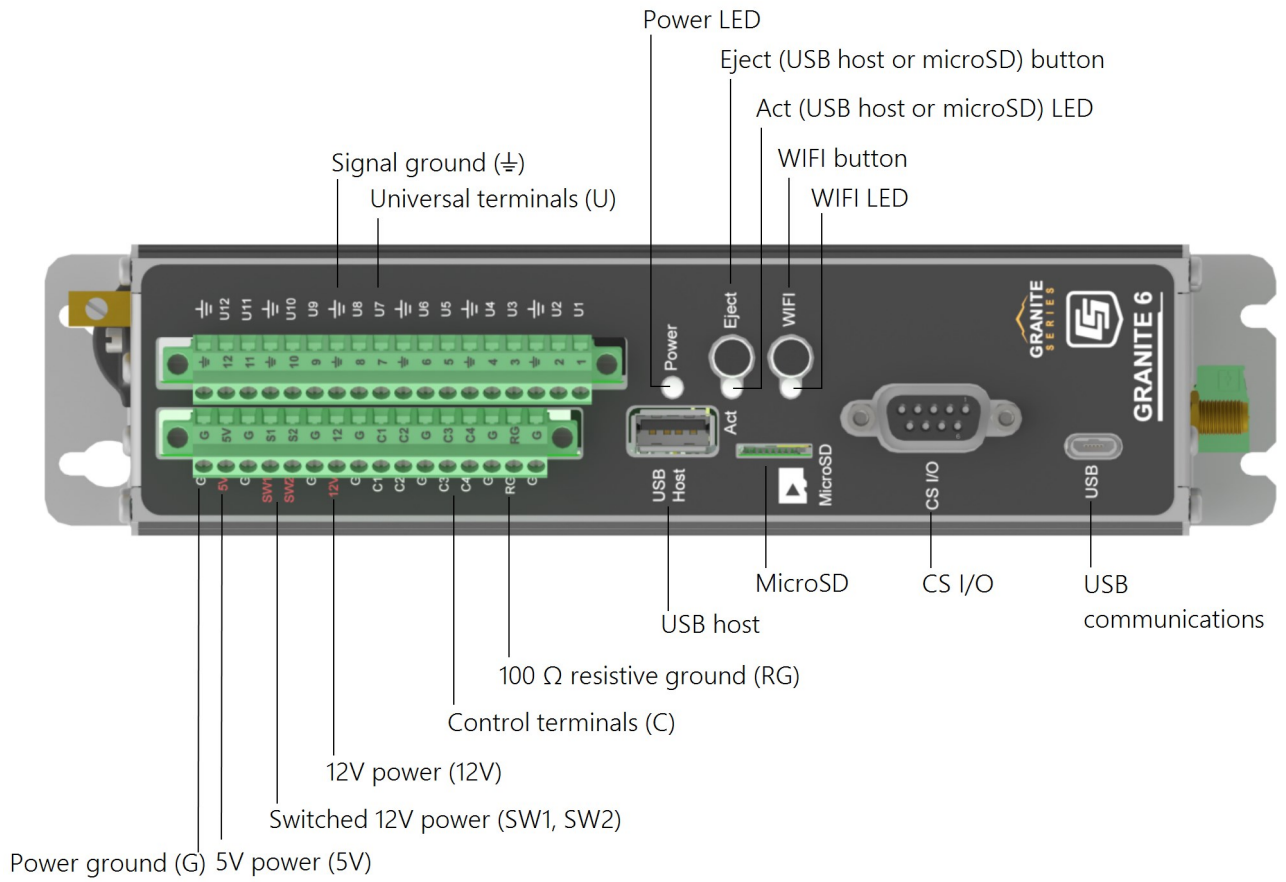 Power LED
Eject (USB host or microSD) button
Act (USB host or microSD) LED
WIFI button
WIFI LED
Signal ground (⏚)
Universal terminals (U)
⏚ U12 U11 ⏚ U10 U9 ⏚ U8 U7 ⏚ U6 U5 ⏚ U4 U3 ⏚ U2 U1
⏚ 12 11 ⏚ 10 9 ⏚ 8 7 ⏚ 6 5 ⏚ 4 3 ⏚ 2 1
G 5V G S1 S2 G 12 G C1 C2 G C3 C4 G RG G
G 5V G SW1 SW2 G 12V G C1 C2 G C3 C4 G RG G
Power
Eject
WIFI
Act
USB
Host
MicroSD
CS I/O
USB
GRANITE
SERIES
GRANITE 6
MicroSD
CS I/O
USB
communications
USB host
100 Ω resistive ground (RG)
Control terminals (C)
12V power (12V)
Switched 12V power (SW1, SW2)
Power ground (G)
5V power (5V)